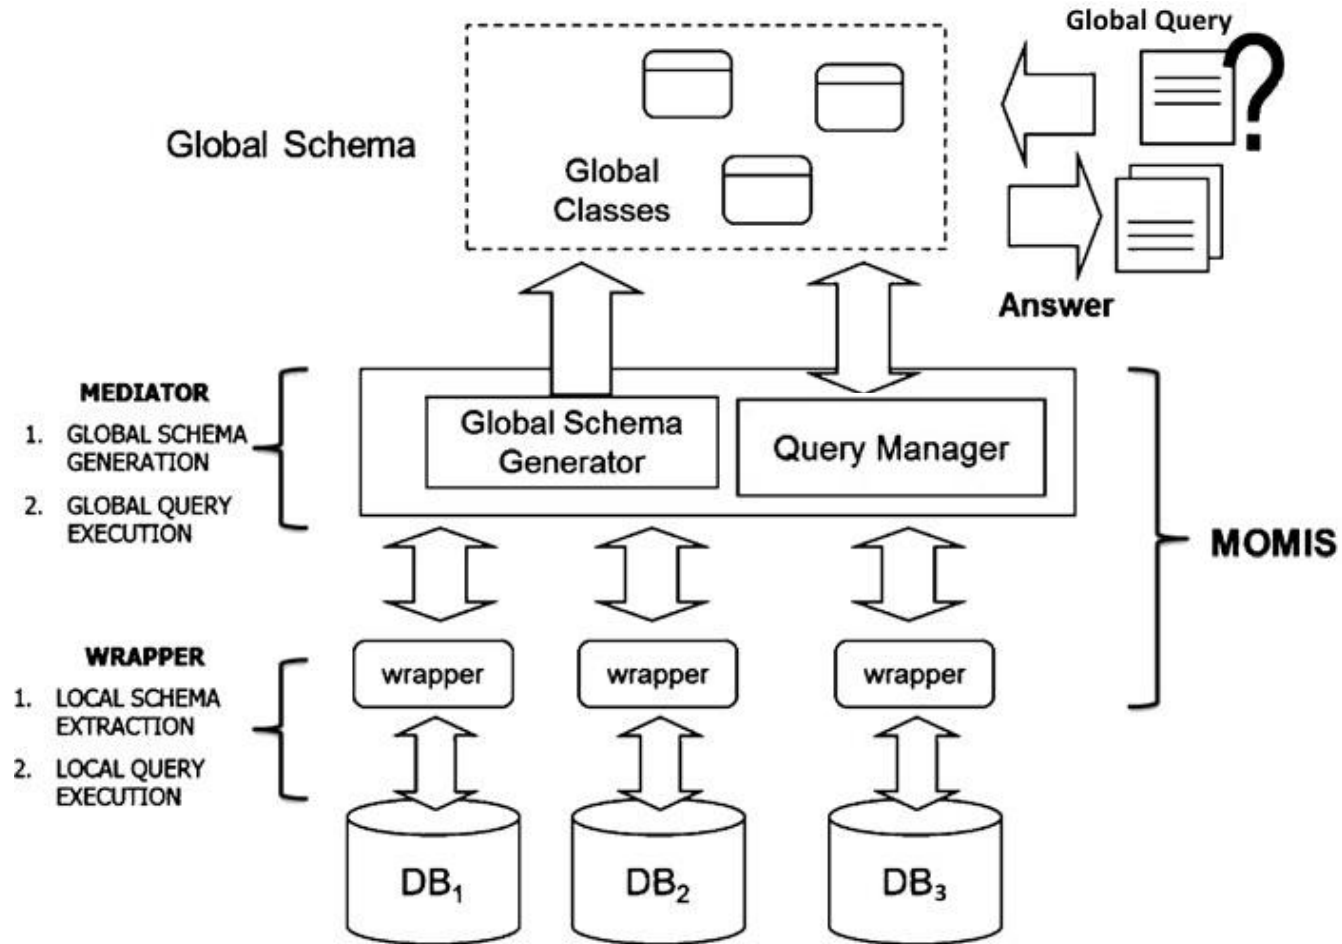 Global Query
?
Global Schema
Global
Classes
Answer
MEDIATOR
1. GLOBAL SCHEMA
GENERATION
2. GLOBAL QUERY
EXECUTION
Global Schema
Generator
Query Manager
MOMIS
WRAPPER
1. LOCAL SCHEMA
EXTRACTION
2. LOCAL QUERY
EXECUTION
wrapper
wrapper
wrapper
DB₁
DB₂
DB₃